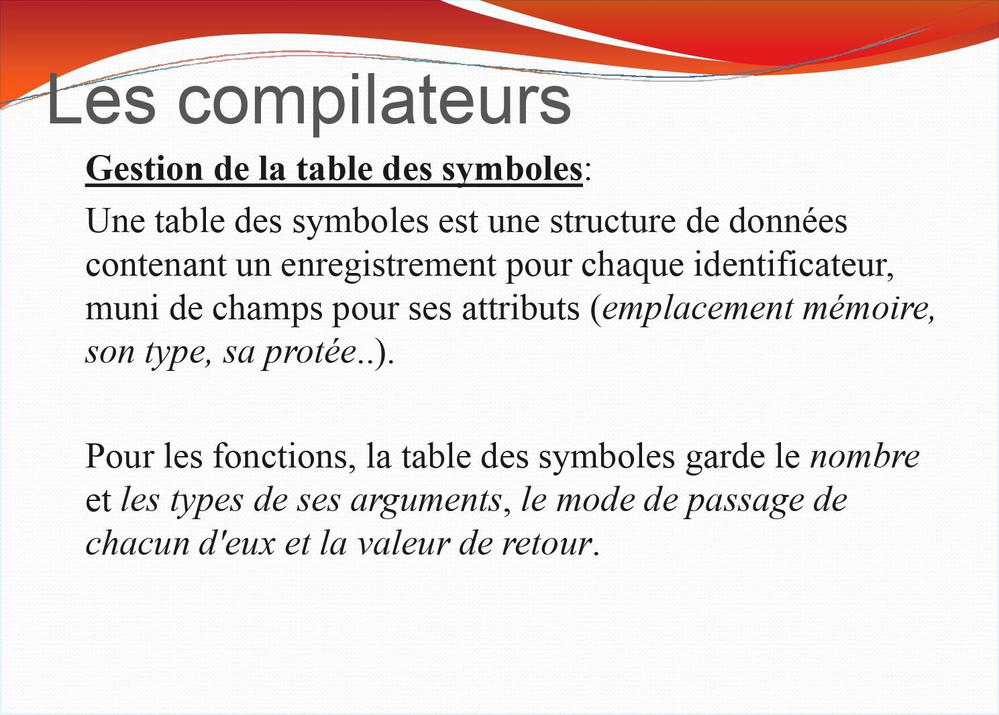 Les compilateurs
Gestion de la table des symboles:
Une table des symboles est une structure de données
contenant un enregistrement pour chaque identificateur,
muni de champs pour ses attributs (emplacement mémoire,
son type, sa protée..).
Pour les fonctions, la table des symboles garde le nombre
et les types de ses arguments, le mode de passage de
chacun d'eux et la valeur de retour.